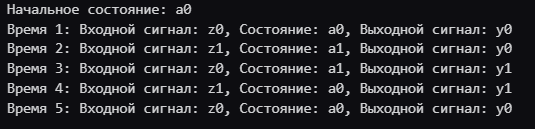 Начальное состояние: a0
Время 1: Входной сигнал: z0, Состояние: a0, Выходной сигнал: y0
Время 2: Входной сигнал: z1, Состояние: a1, Выходной сигнал: y0
Время 3: Входной сигнал: z0, Состояние: a1, Выходной сигнал: y1
Время 4: Входной сигнал: z1, Состояние: a0, Выходной сигнал: y1
Время 5: Входной сигнал: z0, Состояние: a0, Выходной сигнал: y0